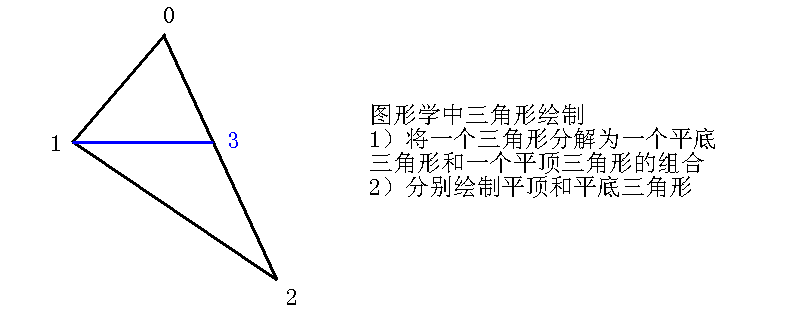 0
图形学中三角形绘制
1）将一个三角形分解为一个平底
1
3
三角形和一个平顶三角形的组合
2）分别绘制平顶和平底三角形
2